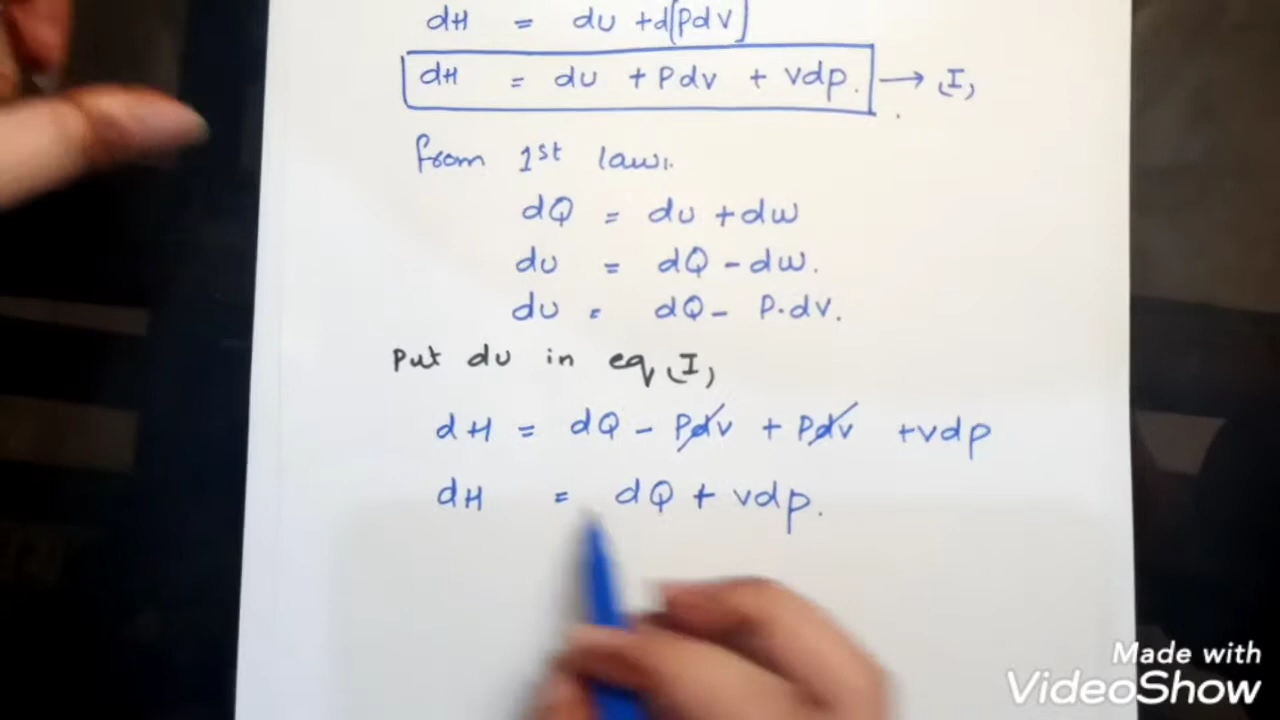 dH = du + d[Pdv]
dH = du + Pdv + vdp. → (I)
from 1st law.
dQ = du + dw
du = dQ - dw.
du = dQ - P.dv.
Put du in eq (I)
dH = dQ - Pdv + Pdv + vdp
dH = dQ + vdp.
Made with
VideoShow